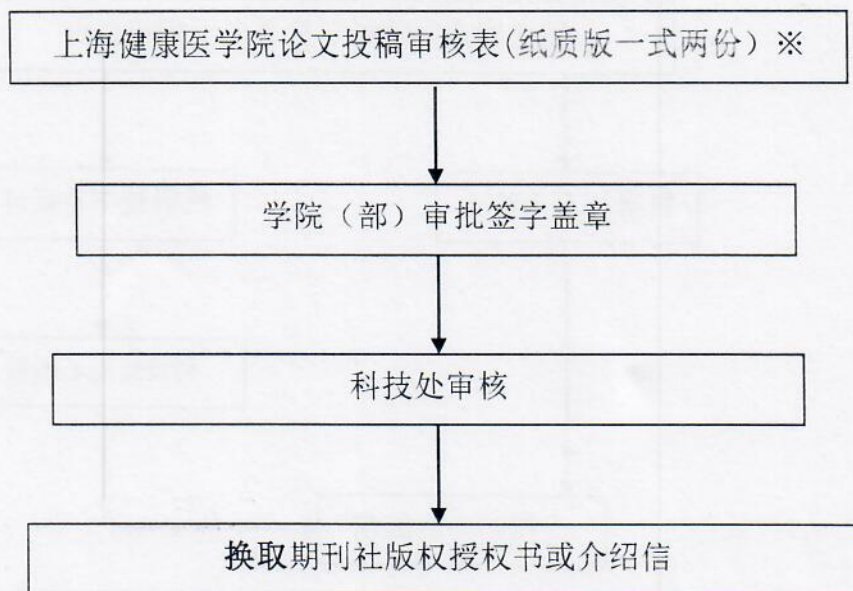 上海健康医学院论文投稿审核表(纸质版一式两份）※
学院（部）审批签字盖章
科技处审核
换取期刊社版权授权书或介绍信